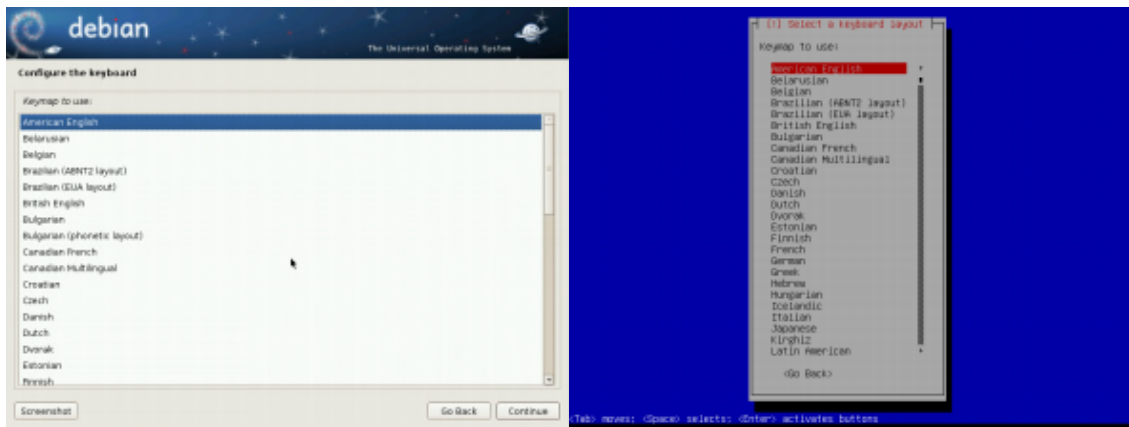 debian
The Universal Operating System
Configure the keyboard
Keymap to use:
American English
Belarusian
Belgian
Brazilian (ABNT2 layout)
Brazilian (EUA layout)
British English
Bulgarian
Bulgarian (phonetic layout)
Canadian French
Canadian Multilingual
Croatian
Czech
Danish
Dutch
Dvorak
Estonian
Finnish
Screenshot
Go Back
Continue
[!] Select a keyboard layout
Keymap to use:
American English
Belarusian
Belgian
Brazilian (ABNT2 layout)
Brazilian (EUA layout)
British English
Bulgarian
Canadian French
Canadian Multilingual
Croatian
Czech
Danish
Dutch
Dvorak
Estonian
Finnish
French
German
Greek
Hebrew
Hungarian
Icelandic
Italian
Japanese
Kirghiz
Latin American
<Go Back>
<Tab> moves; <Space> selects; <Enter> activates buttons